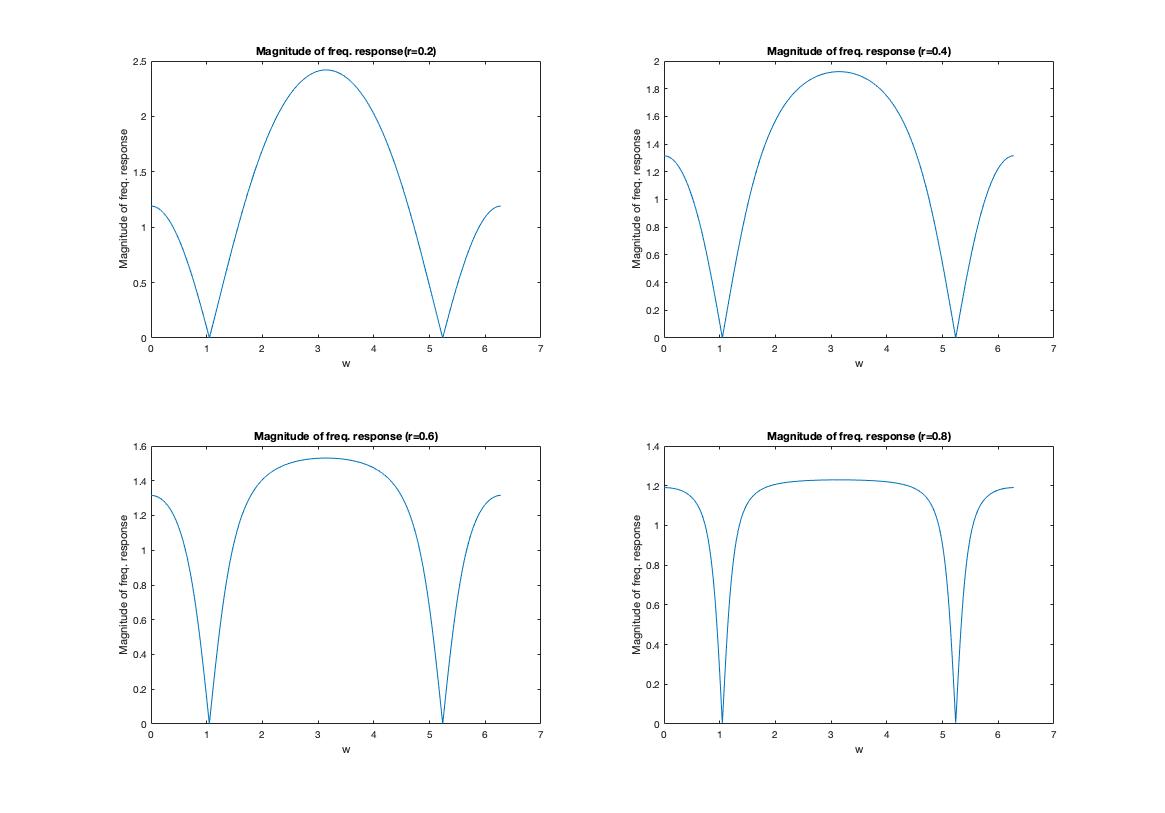 Magnitude of freq. response(r=0.2)
2.5
2
1.5
1
0.5
0
Magnitude of freq. response
0 1 2 3 4 5 6 7
w
Magnitude of freq. response (r=0.4)
2
1.8
1.6
1.4
1.2
1
0.8
0.6
0.4
0.2
0
Magnitude of freq. response
0 1 2 3 4 5 6 7
w
Magnitude of freq. response (r=0.6)
1.6
1.4
1.2
1
0.8
0.6
0.4
0.2
0
Magnitude of freq. response
0 1 2 3 4 5 6 7
w
Magnitude of freq. response (r=0.8)
1.4
1.2
1
0.8
0.6
0.4
0.2
0
Magnitude of freq. response
0 1 2 3 4 5 6 7
w